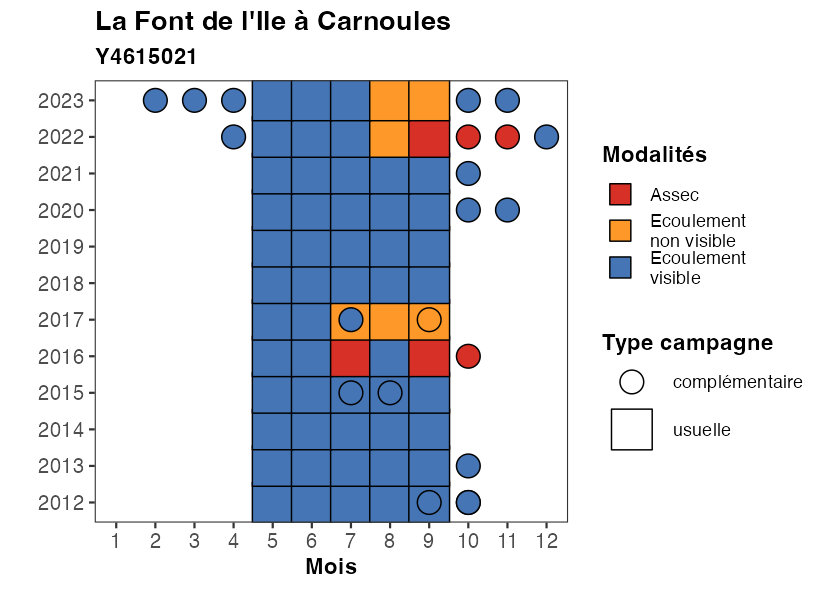 La Font de l'Ile à Carnoules
Y4615021
2023
2022
2021
2020
2019
2018
2017
2016
2015
2014
2013
2012
1 2 3 4 5 6 7 8 9 10 11 12
Mois
Modalités
Assec
Ecoulement
non visible
Ecoulement
visible
Type campagne
complémentaire
usuelle